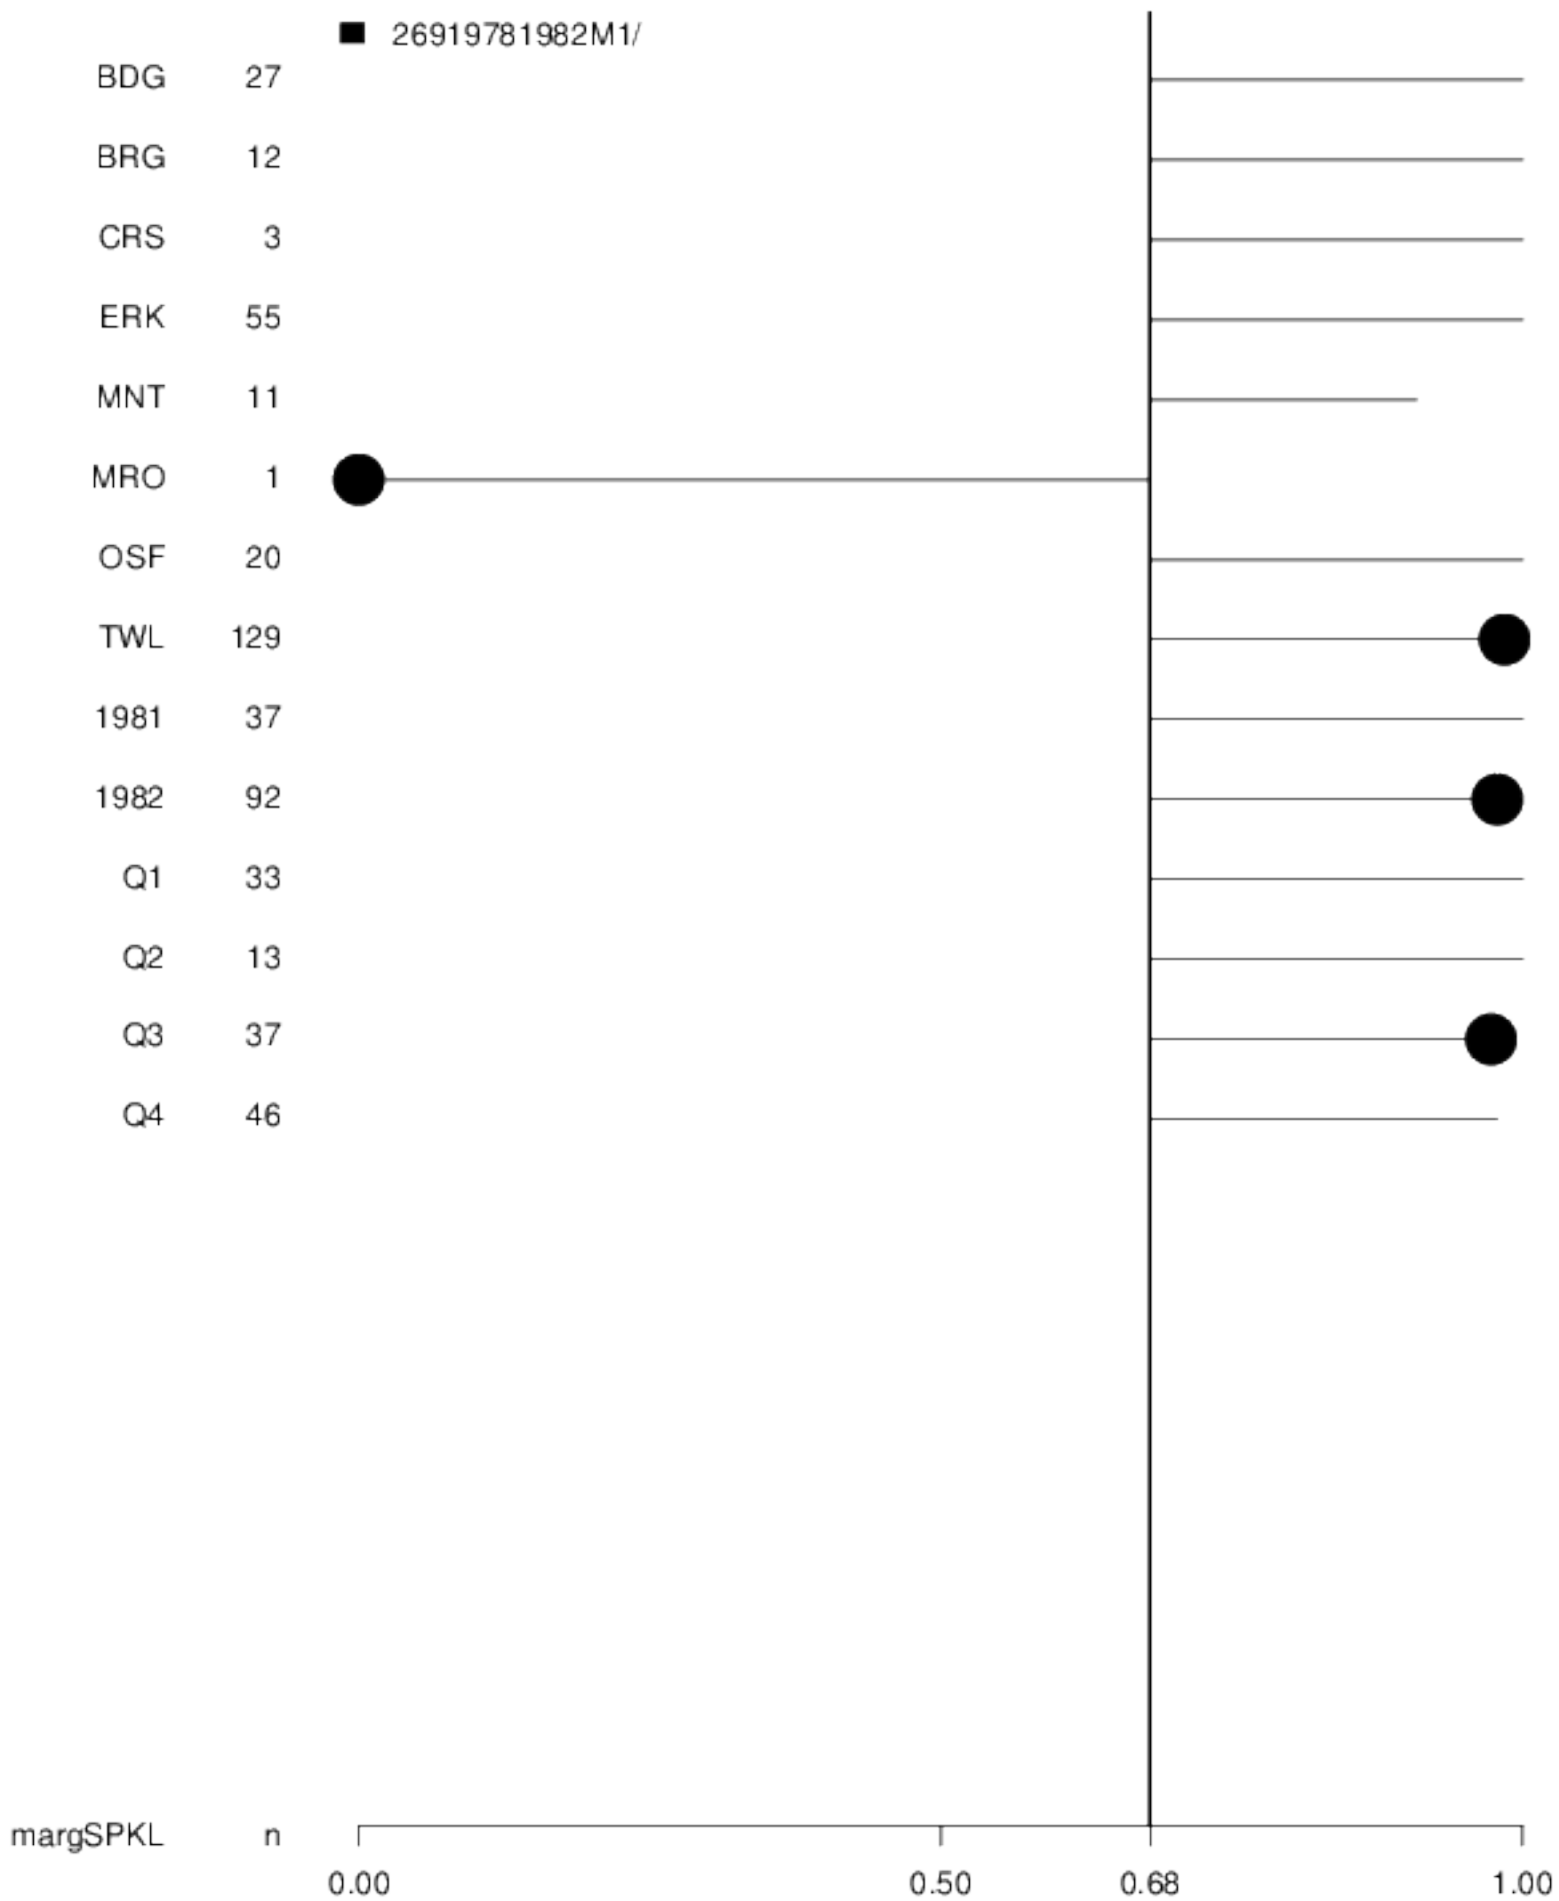 26919781982M1/
BDG 27
BRG 12
CRS 3
ERK 55
MNT 11
MRO 1
OSF 20
TWL 129
1981 37
1982 92
Q1 33
Q2 13
Q3 37
Q4 46
margSPKL n
0.00 0.50 0.68 1.00